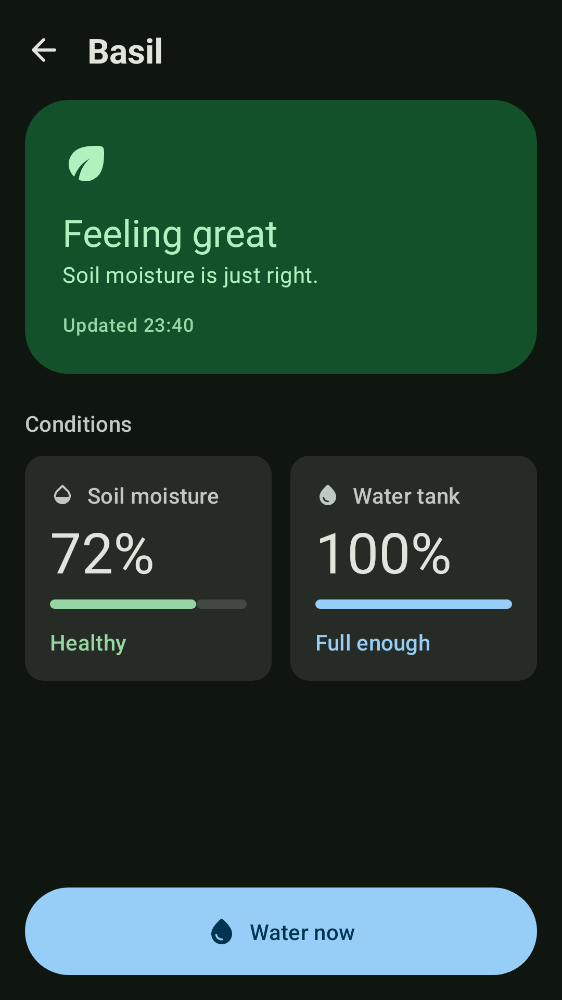 Basil
Feeling great
Soil moisture is just right.
Updated 23:40
Conditions
Soil moisture
72%
Healthy
Water tank
100%
Full enough
Water now